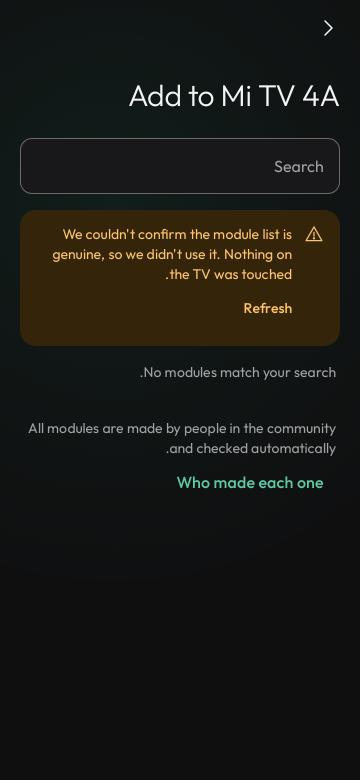 Add to Mi TV 4A
Search
We couldn't confirm the module list is
genuine, so we didn't use it. Nothing on
.the TV was touched
Refresh
.No modules match your search
All modules are made by people in the community
.and checked automatically
Who made each one